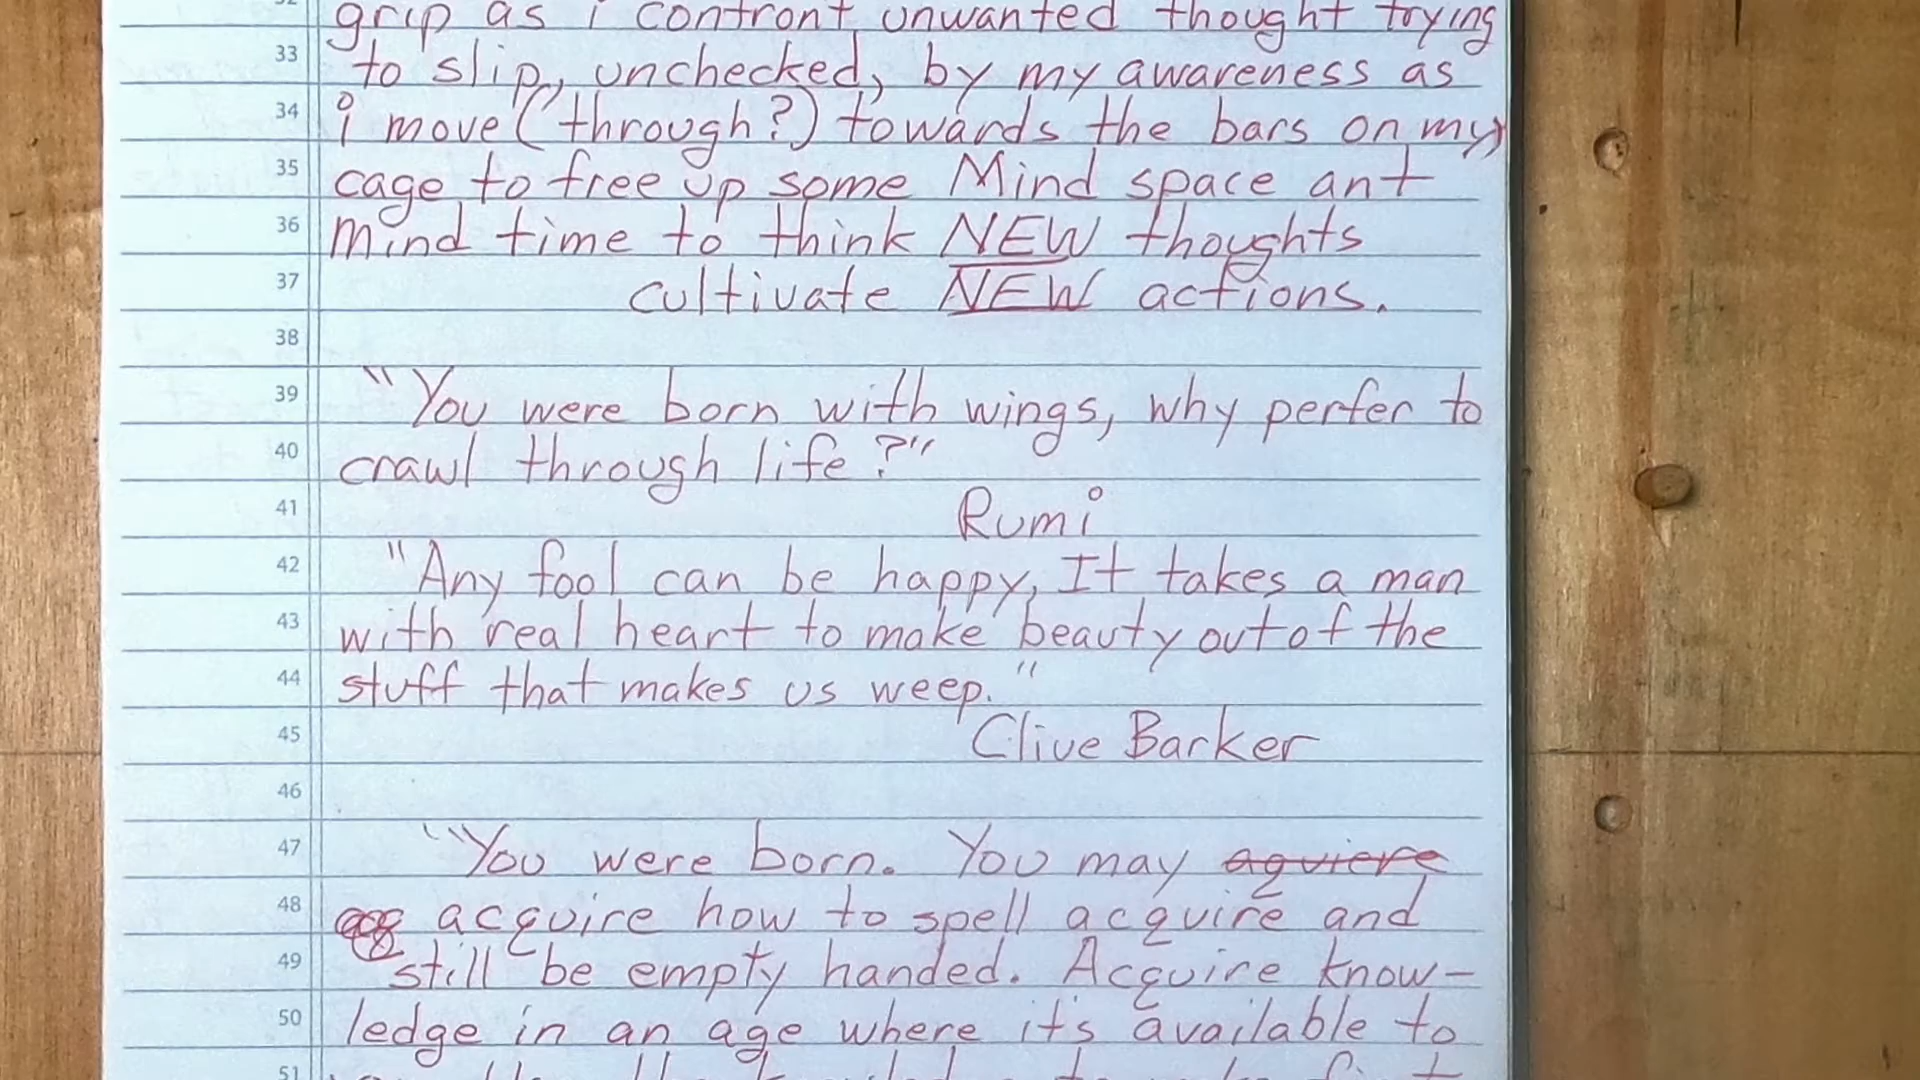 grip as i confront unwanted thought trying
33 to slip, unchecked, by my awareness as
34 i move (through?) towards the bars on my
35 cage to free up some Mind space ant
36 Mind time to think NEW thoughts
37 cultivate NEW actions.
38
39 "You were born with wings, why perfer to
40 crawl through life?"
41 Rumi
42 "Any fool can be happy, It takes a man
43 with real heart to make beauty out of the
44 stuff that makes us weep."
45 Clive Barker
46
47 "You were born. You may aquiere
48 acquire how to spell acquire and
49 still be empty handed. Acquire know-
50 ledge in an age where it's available to
51